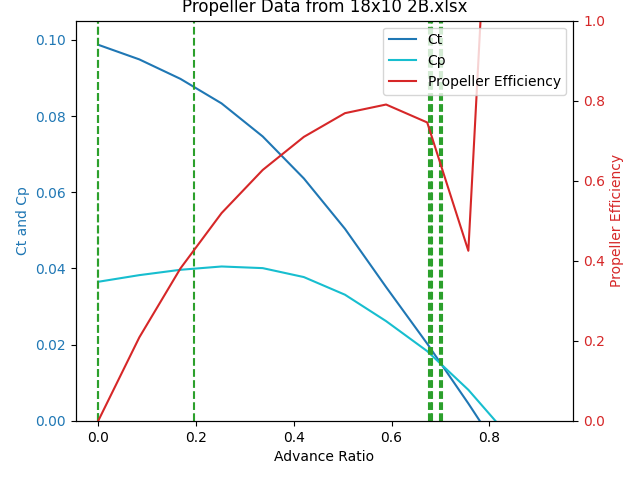 Propeller Data from 18x10 2B.xlsx
Ct
Cp
Propeller Efficiency
0.10
0.08
0.06
0.04
0.02
0.00
Ct and Cp
1.0
0.8
0.6
0.4
0.2
0.0
Propeller Efficiency
0.0 0.2 0.4 0.6 0.8
Advance Ratio